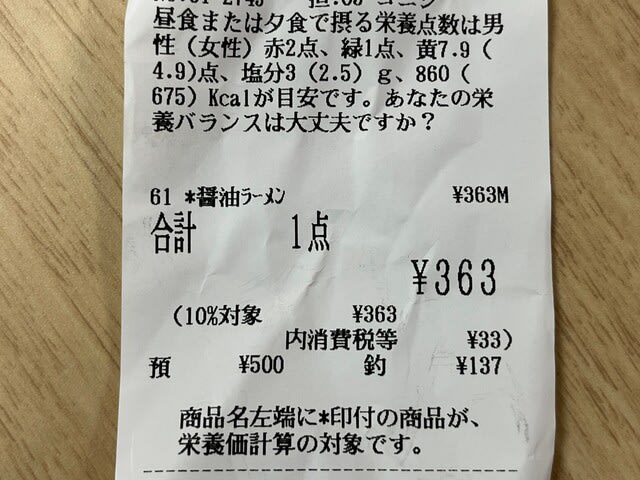 昼食または夕食で摂る栄養点数は男
性（女性）赤2点、緑1点、黄7.9（
4.9)点、塩分3（2.5）ｇ、860（
675) Kcalが目安です。あなたの栄
養バランスは大丈夫ですか？
61 *醤油ラーメン ¥363M
合計 1点
¥363
(10%対象 ¥363
内消費税等 ¥33)
預 ¥500 釣 ¥137
商品名左端に*印付の商品が、
栄養価計算の対象です。